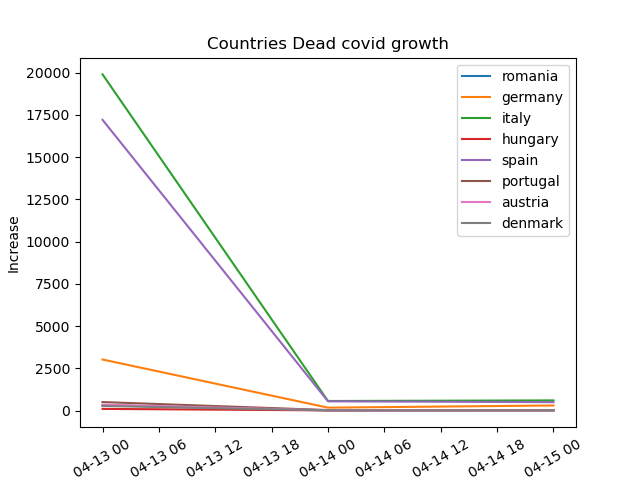 Countries Dead covid growth
Increase
20000
17500
15000
12500
10000
7500
5000
2500
0
romania
germany
italy
hungary
spain
portugal
austria
denmark
04-13 00
04-13 06
04-13 12
04-13 18
04-14 00
04-14 06
04-14 12
04-14 18
04-15 00